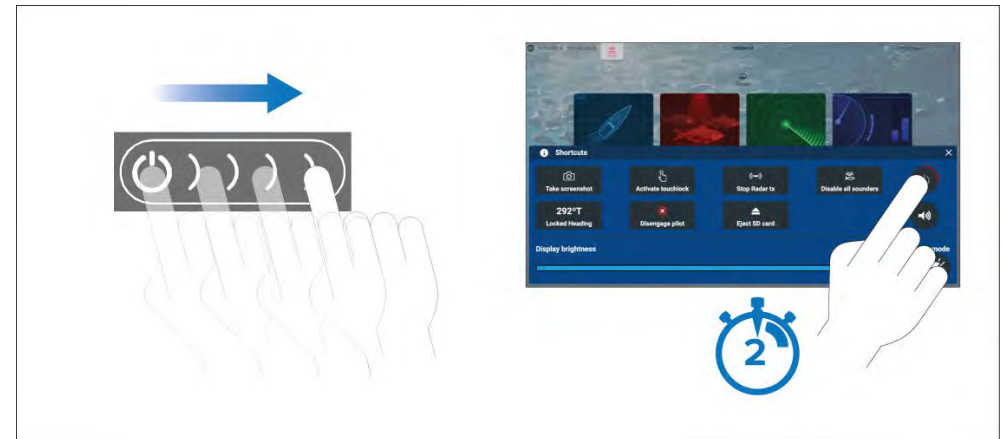 Shortcuts
Take screenshot
Activate touchlock
Stop Radar tx
Disable all sounders
292°T
Locked Heading
Disengage pilot
Eject SD card
Display brightness
mode
2